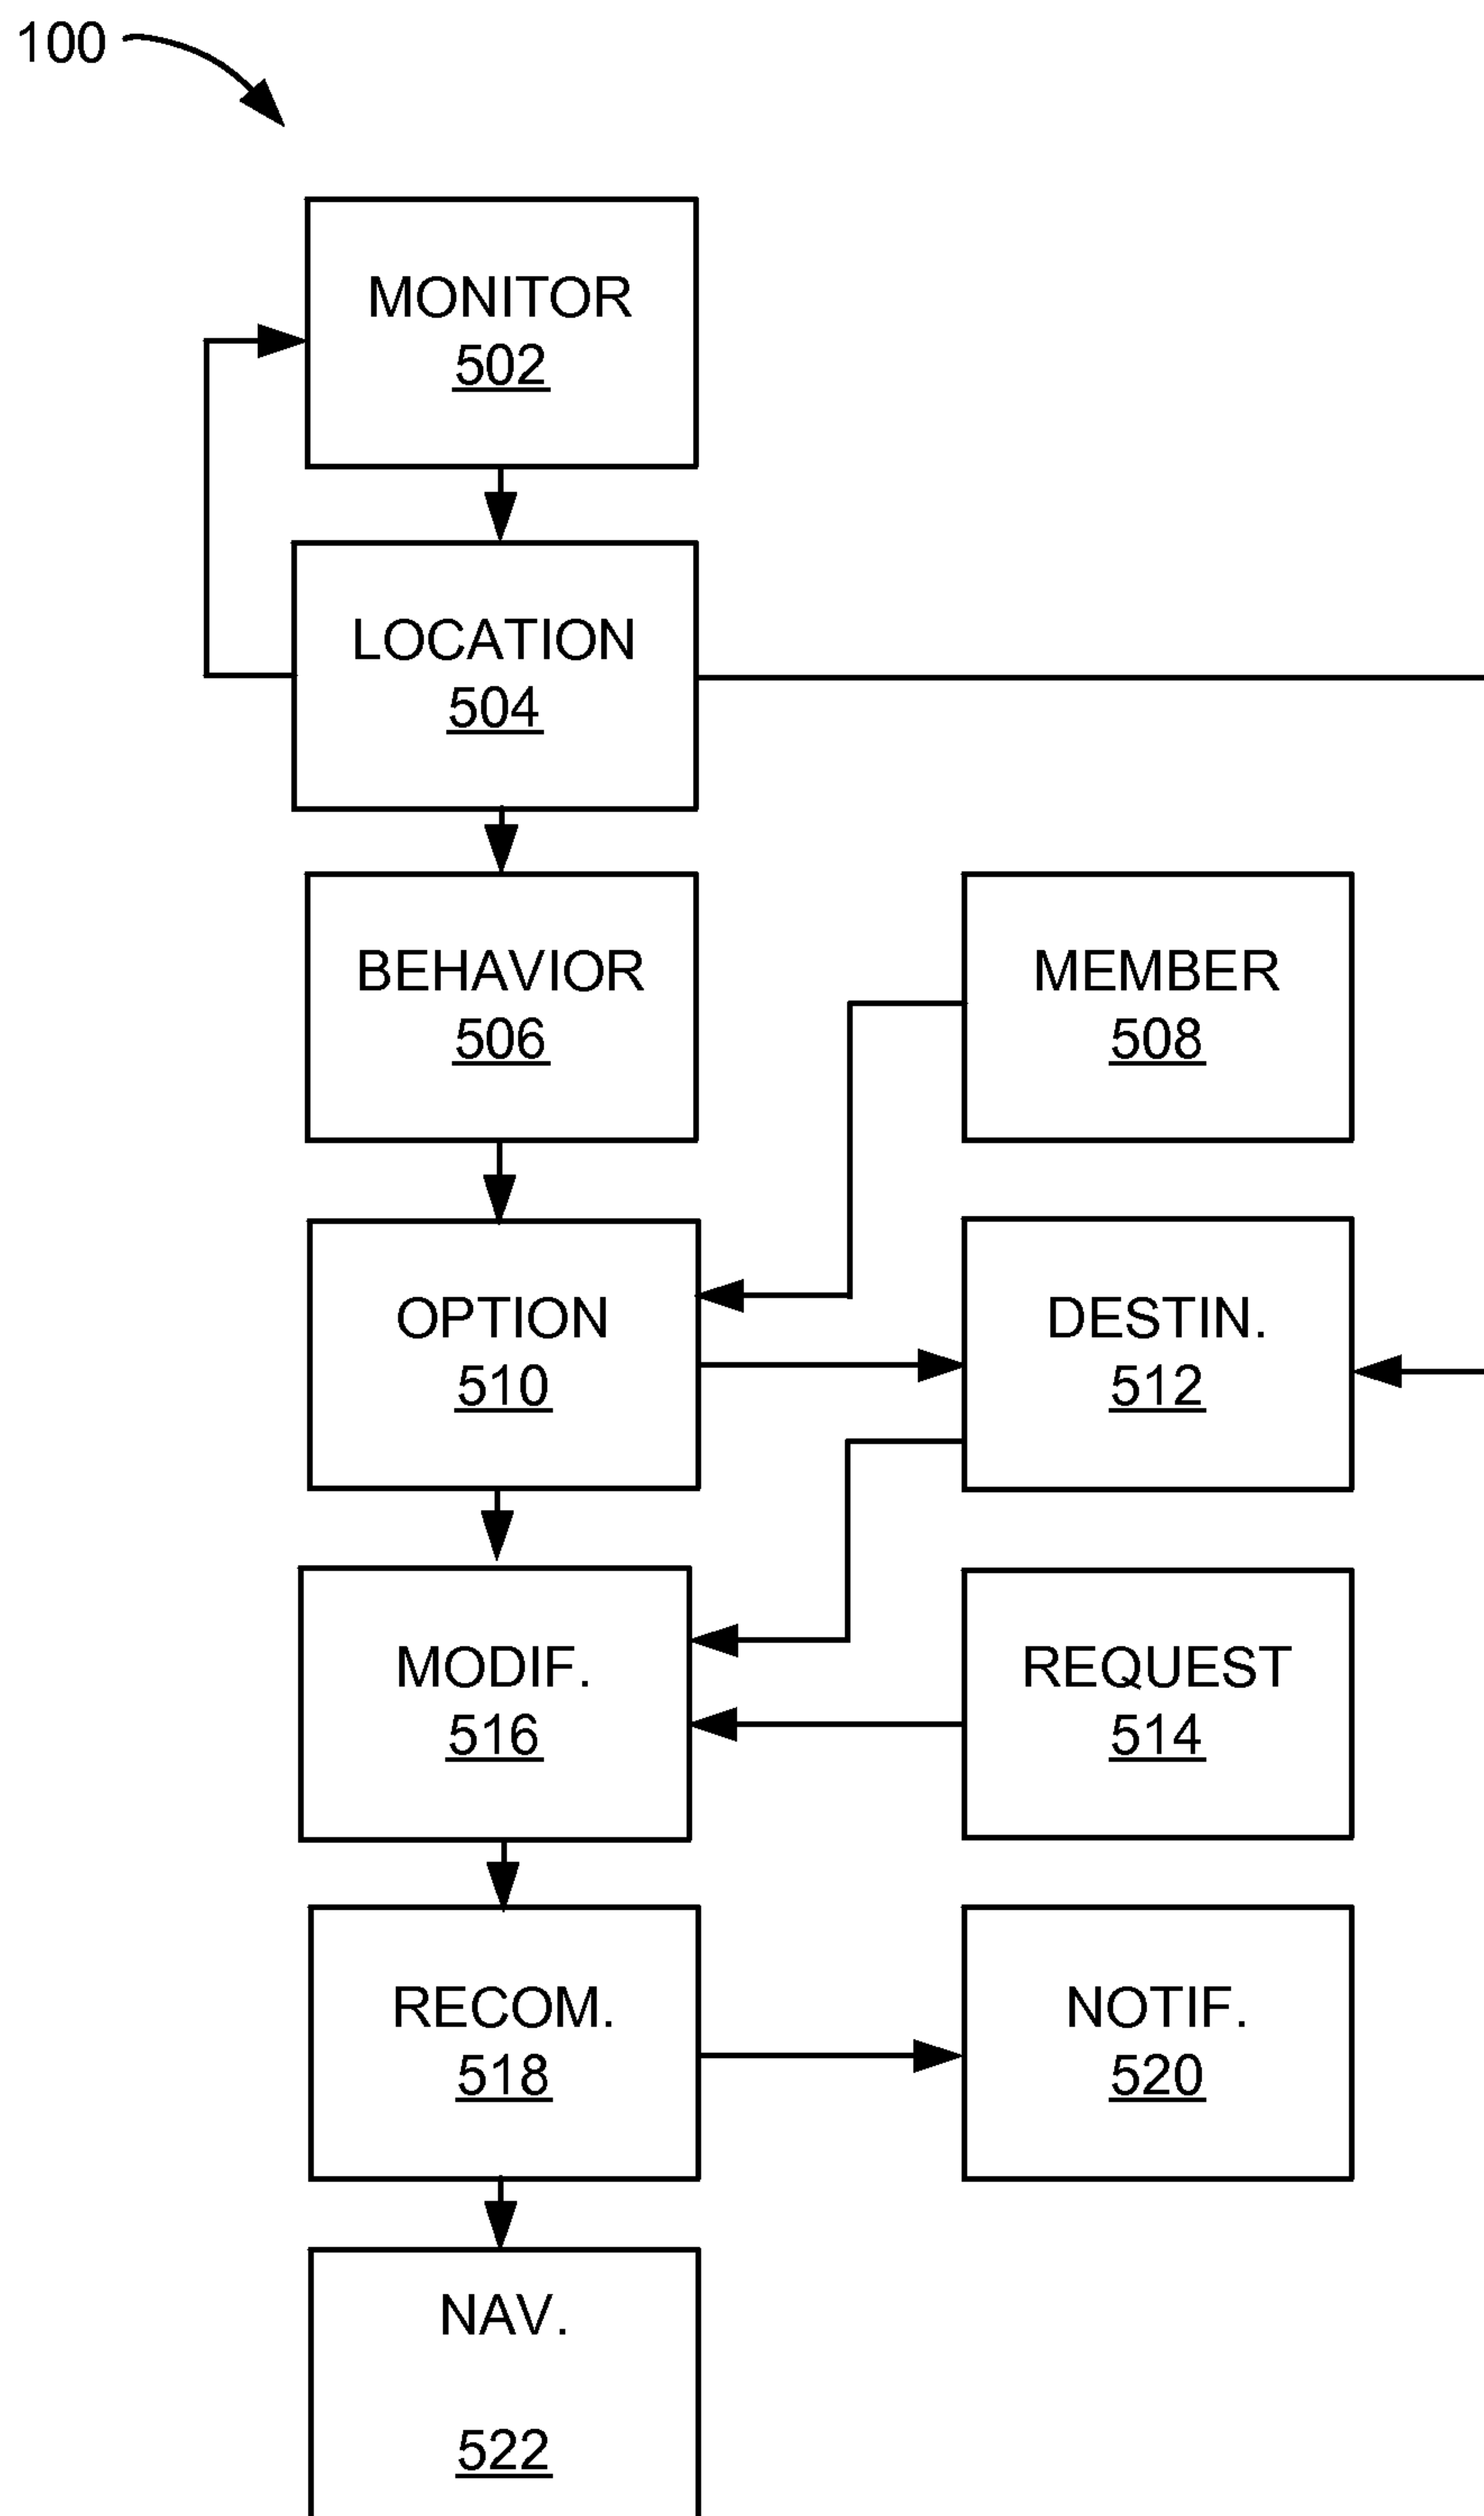 100
MONITOR
502
LOCATION
504
BEHAVIOR
506
MEMBER
508
OPTION
510
DESTIN.
512
MODIF.
516
REQUEST
514
RECOM.
518
NOTIF.
520
NAV.
522